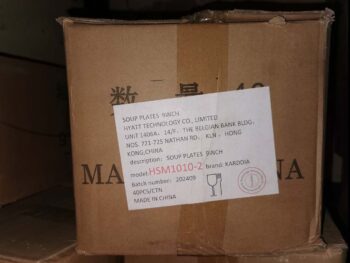 数 量 40
SOUP PLATES 9INCH
HYATT TECHNOLOGY CO., LIMITED
UNIT 1406A, 14/F, THE BELGIAN BANK BLDG,
NOS. 721-725 NATHAN RD, KLN, HONG
KONG,CHINA
description: SOUP PLATES 9INCH
model:HSM1010-2 brand: KARDOIA
Batch number: 202409
40PCS/CTN.
MADE IN CHINA
MA NA